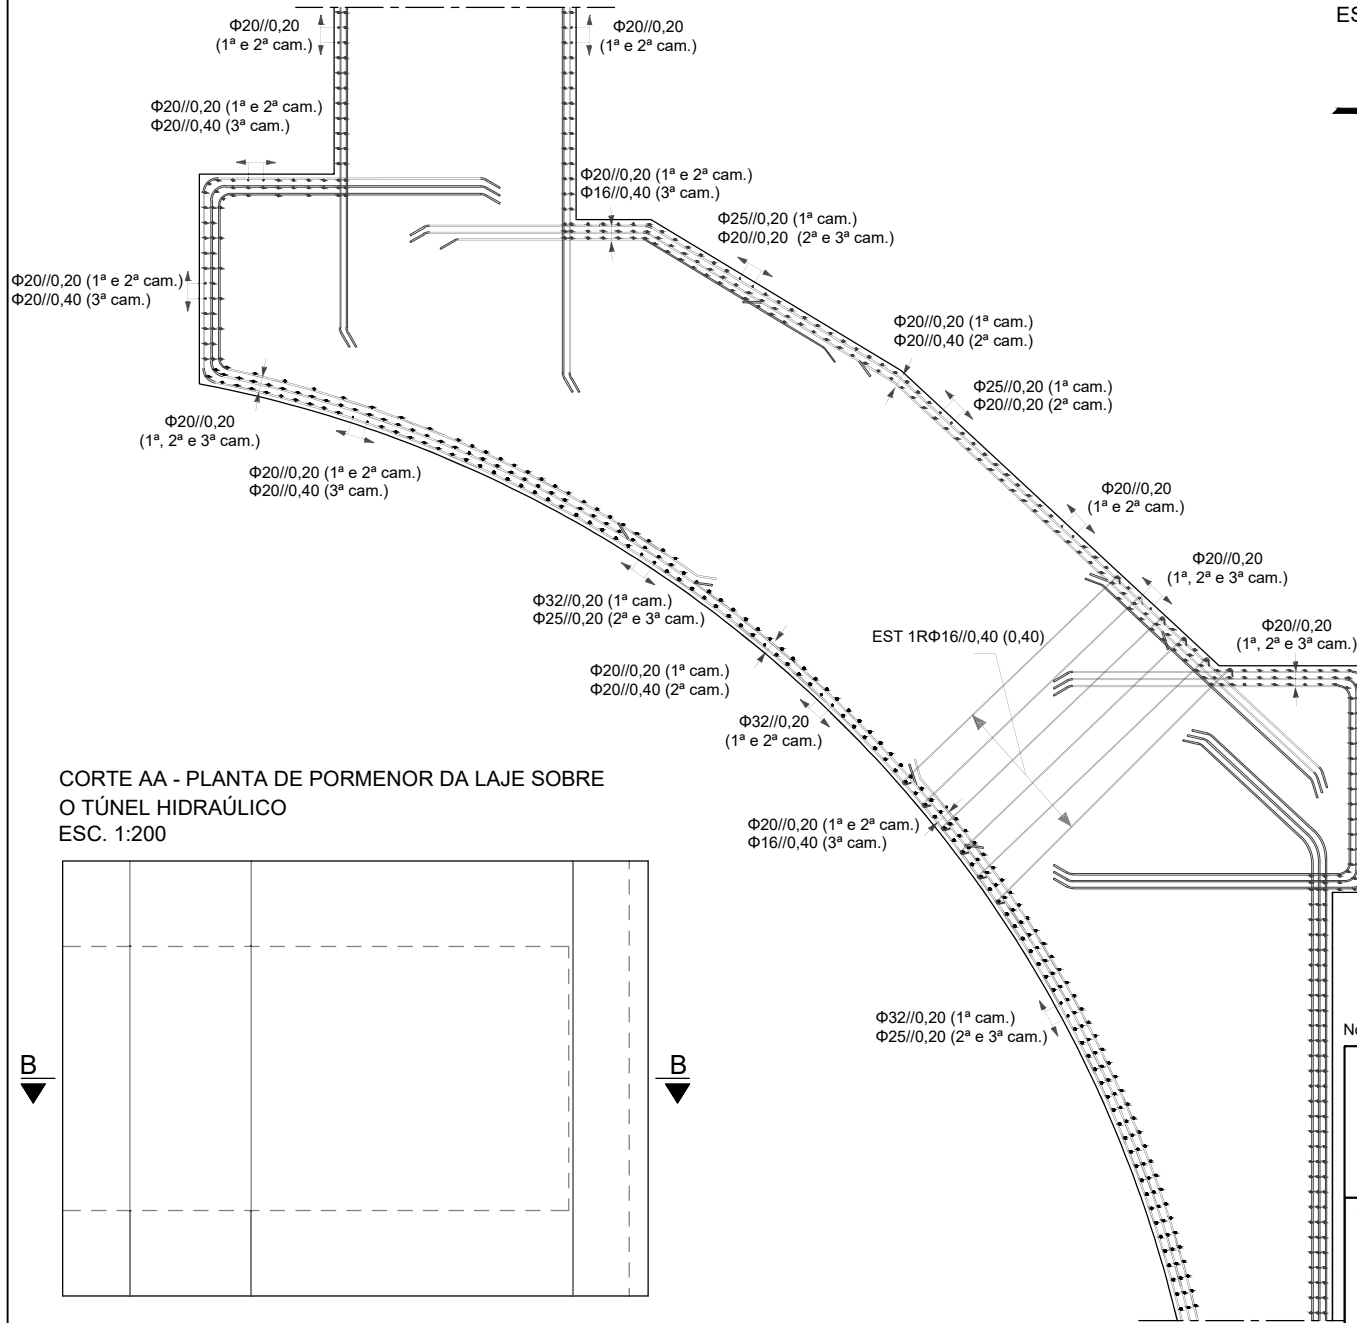 Φ20//0,20
(1ª e 2ª cam.)
Φ20//0,20
(1ª e 2ª cam.)
ES
Φ20//0,20 (1ª e 2ª cam.)
Φ20//0,40 (3ª cam.)
Φ20//0,20 (1ª e 2ª cam.)
Φ16//0,40 (3ª cam.)
Φ25//0,20 (1ª cam.)
Φ20//0,20 (2ª e 3ª cam.)
Φ20//0,20 (1ª e 2ª cam.)
Φ20//0,40 (3ª cam.)
Φ20//0,20 (1ª cam.)
Φ20//0,40 (2ª cam.)
Φ25//0,20 (1ª cam.)
Φ20//0,20 (2ª cam.)
Φ20//0,20
(1ª, 2ª e 3ª cam.)
Φ20//0,20 (1ª e 2ª cam.)
Φ20//0,40 (3ª cam.)
Φ20//0,20
(1ª e 2ª cam.)
Φ20//0,20
(1ª, 2ª e 3ª cam.)
Φ32//0,20 (1ª cam.)
Φ25//0,20 (2ª e 3ª cam.)
EST 1RΦ16//0,40 (0,40)
Φ20//0,20
(1ª, 2ª e 3ª cam.)
Φ20//0,20 (1ª cam.)
Φ20//0,40 (2ª cam.)
Φ32//0,20
(1ª e 2ª cam.)
CORTE AA - PLANTA DE PORMENOR DA LAJE SOBRE
O TÚNEL HIDRAÚLICO
ESC. 1:200
Φ20//0,20 (1ª e 2ª cam.)
Φ16//0,40 (3ª cam.)
Φ32//0,20 (1ª cam.)
Φ25//0,20 (2ª e 3ª cam.)
No
B
B